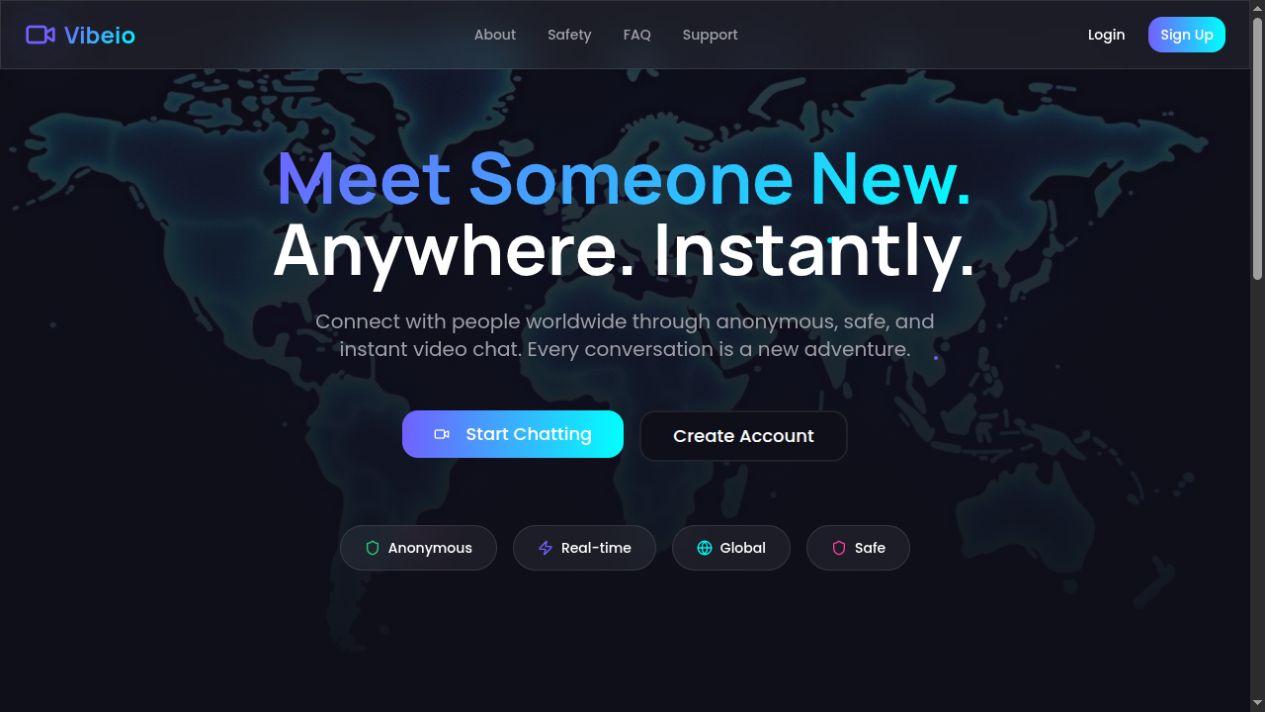 Vibeio
About
Safety
FAQ
Support
Login
Sign Up
Meet Someone New.
Anywhere. Instantly.
Connect with people worldwide through anonymous, safe, and
instant video chat. Every conversation is a new adventure.
Start Chatting
Create Account
Anonymous
Real-time
Global
Safe